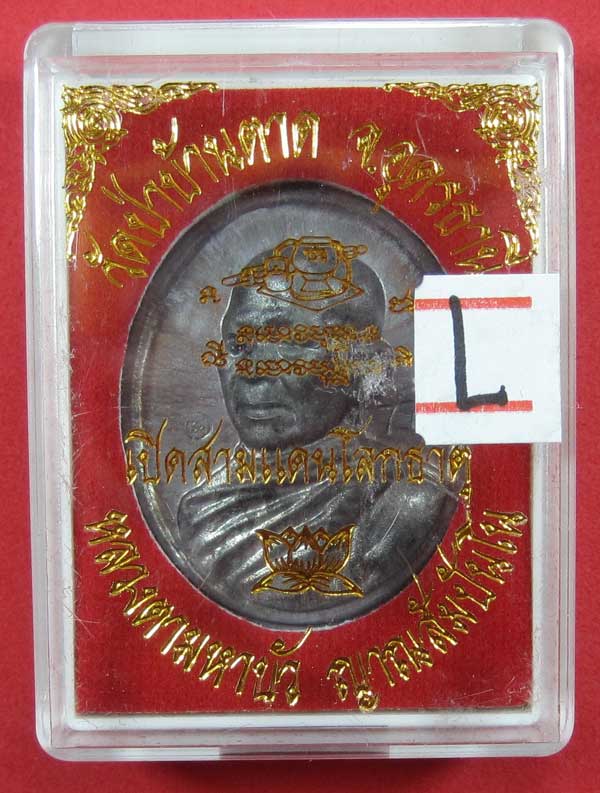 วัดป่าบ้านตาด จ.อุดรธานี
L
เปิดสามแดนโลกธาตุ
หลวงตามหาบัว ญาณสัมปันโน